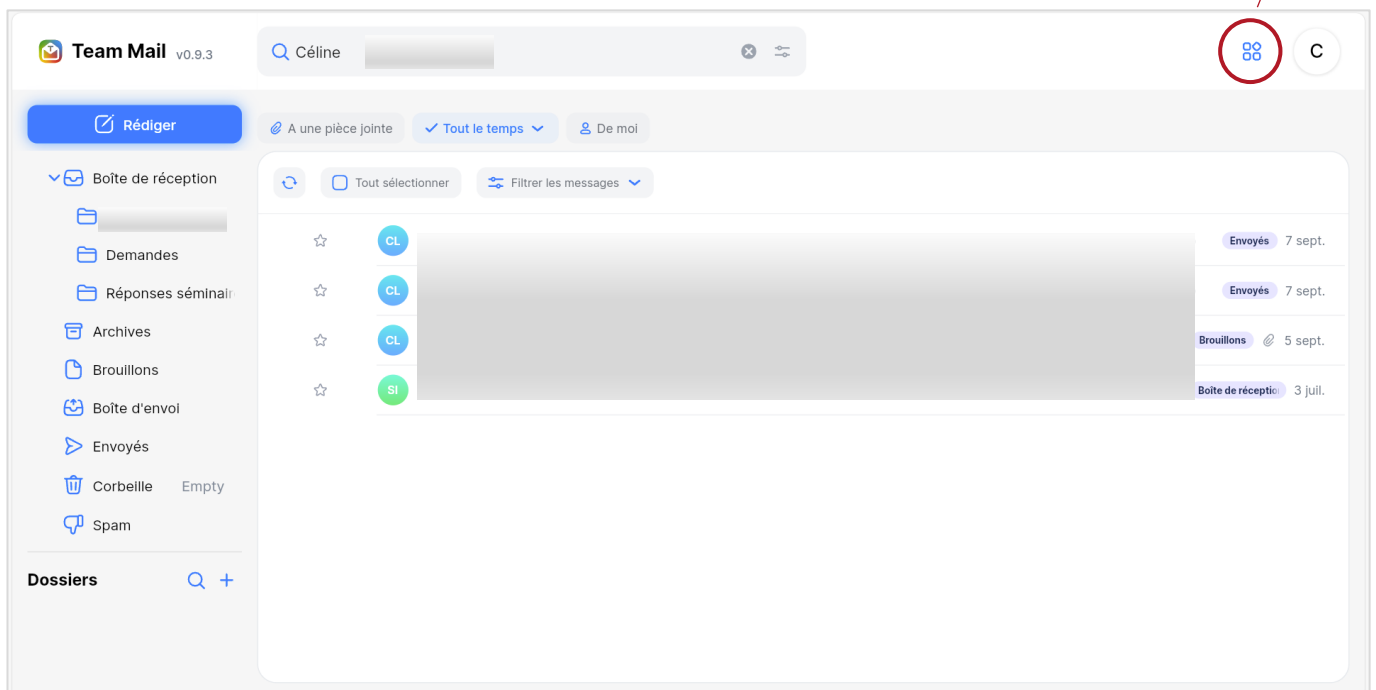 Team Mail v0.9.3
Céline
C
Rédiger
A une pièce jointe
Tout le temps
De moi
Boîte de réception
Tout sélectionner
Filtrer les messages
Demandes
Réponses séminair
Archives
Brouillons
Boîte d'envoi
Envoyés
Corbeille Empty
Spam
Dossiers
CL Envoyés 7 sept.
CL Envoyés 7 sept.
CL Brouillons 5 sept.
SI Boîte de réceptio 3 juil.